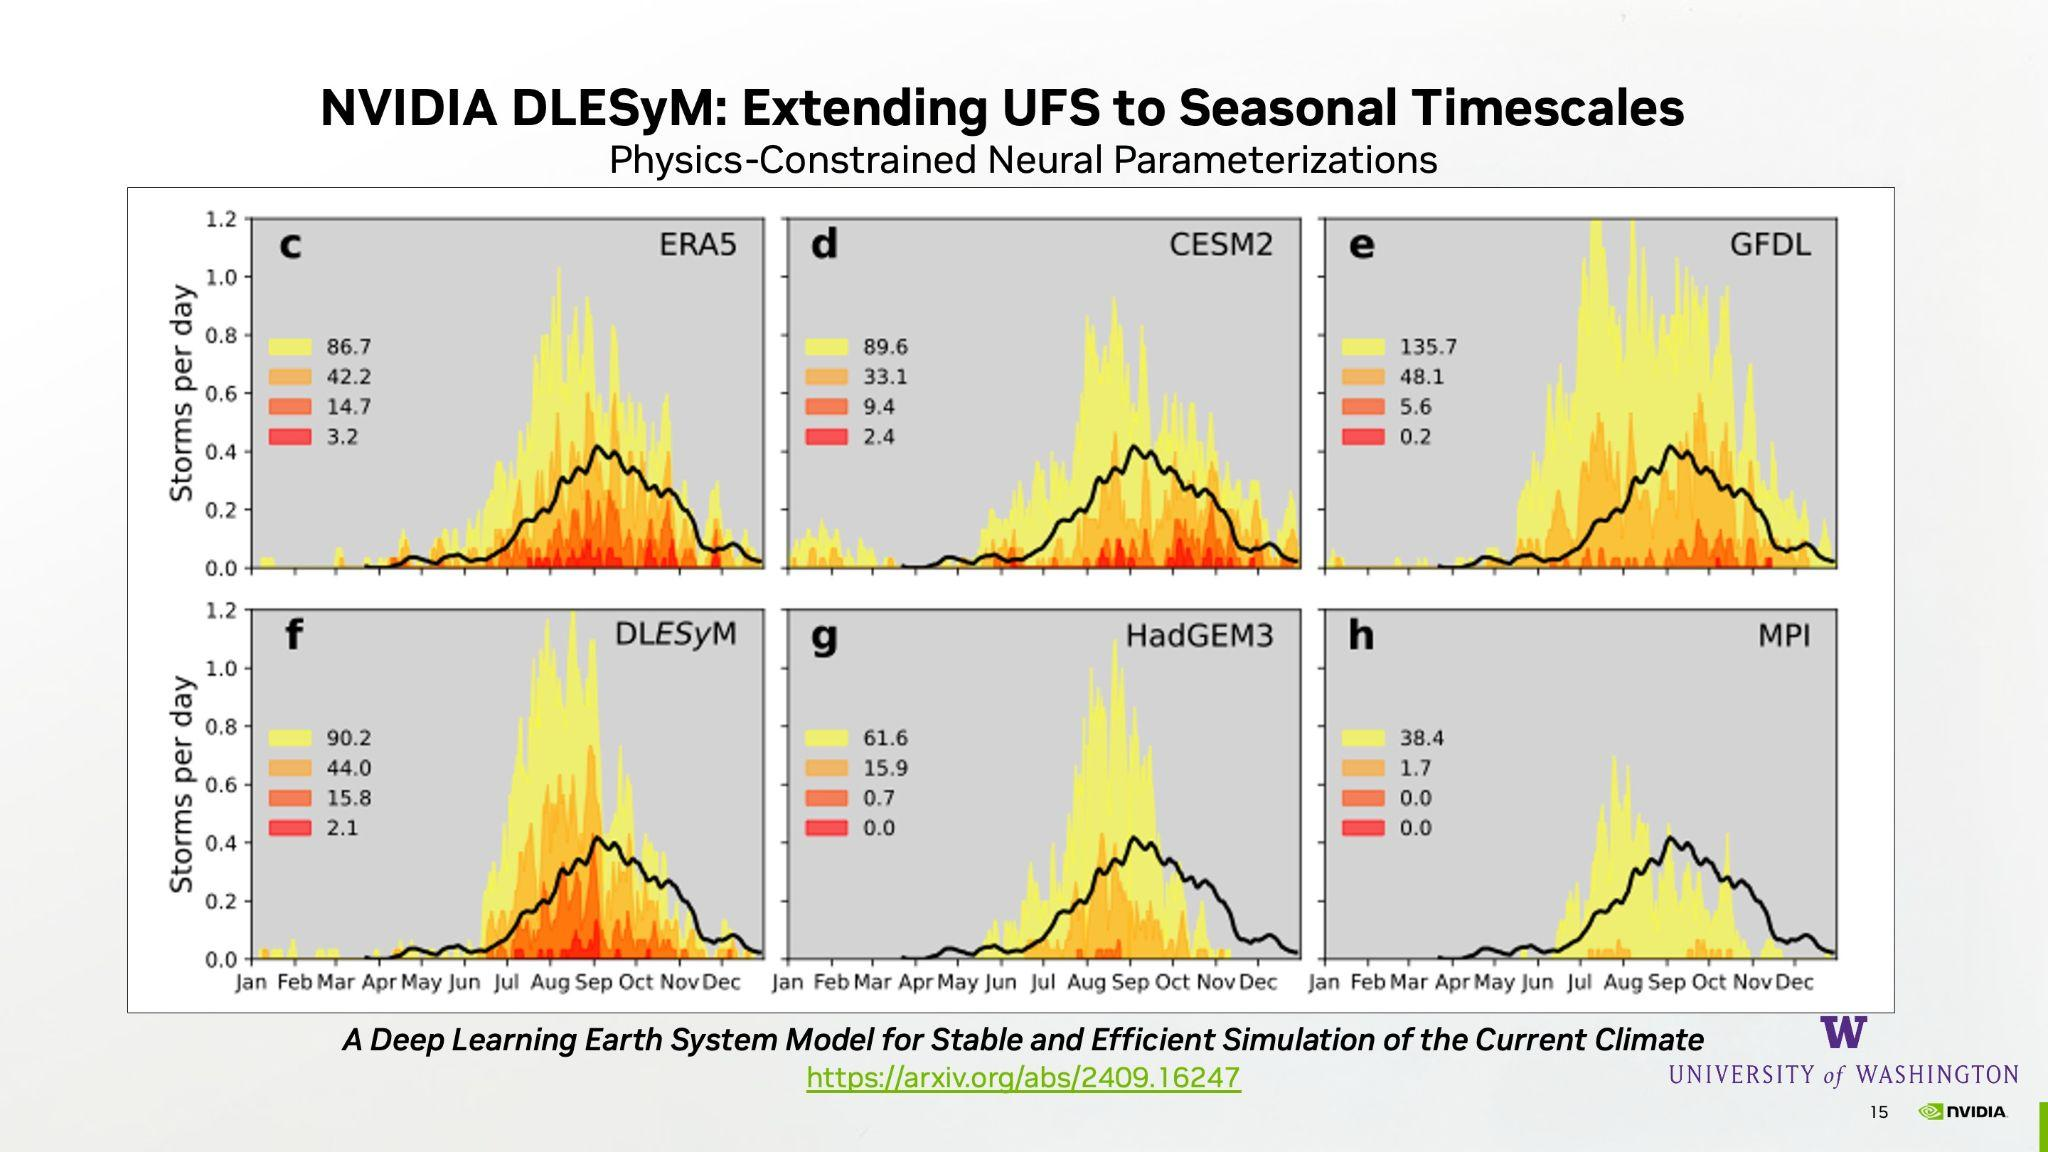 NVIDIA DLESyM: Extending UFS to Seasonal Timescales
Physics-Constrained Neural Parameterizations
Storms per day
1.2
1.0
0.8
0.6
0.4
0.2
0.0
c
ERA5
86.7
42.2
14.7
3.2
d
CESM2
89.6
33.1
9.4
2.4
e
GFDL
135.7
48.1
5.6
0.2
Storms per day
1.2
1.0
0.8
0.6
0.4
0.2
0.0
f
DLESyM
90.2
44.0
15.8
2.1
g
HadGEM3
61.6
15.9
0.7
0.0
h
MPI
38.4
1.7
0.0
0.0
Jan Feb Mar Apr May Jun Jul Aug Sep Oct Nov Dec
Jan Feb Mar Apr May Jun Jul Aug Sep Oct Nov Dec
Jan Feb Mar Apr May Jun Jul Aug Sep Oct Nov Dec
A Deep Learning Earth System Model for Stable and Efficient Simulation of the Current Climate
https://arxiv.org/abs/2409.16247
W
UNIVERSITY of WASHINGTON
15
NVIDIA